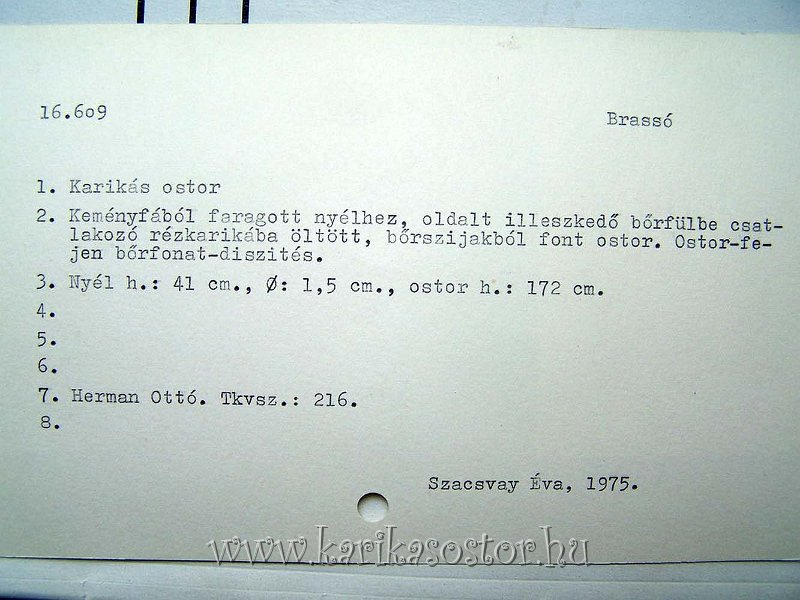 16.609
Brassó
1. Karikás ostor
2. Keményfából faragott nyélhez, oldalt illeszkedő bőrfülbe csat-
lakozó rézkarikába öltött, bőrszijakból font ostor. Ostor-fe-
jen bőrfonat-diszités.
3. Nyél h.: 41 cm., Ø: 1,5 cm., ostor h.: 172 cm.
4.
5.
6.
7. Herman Ottó. Tkvsz.: 216.
8.
Szacsvay Éva, 1975.
www.karikasostor.hu